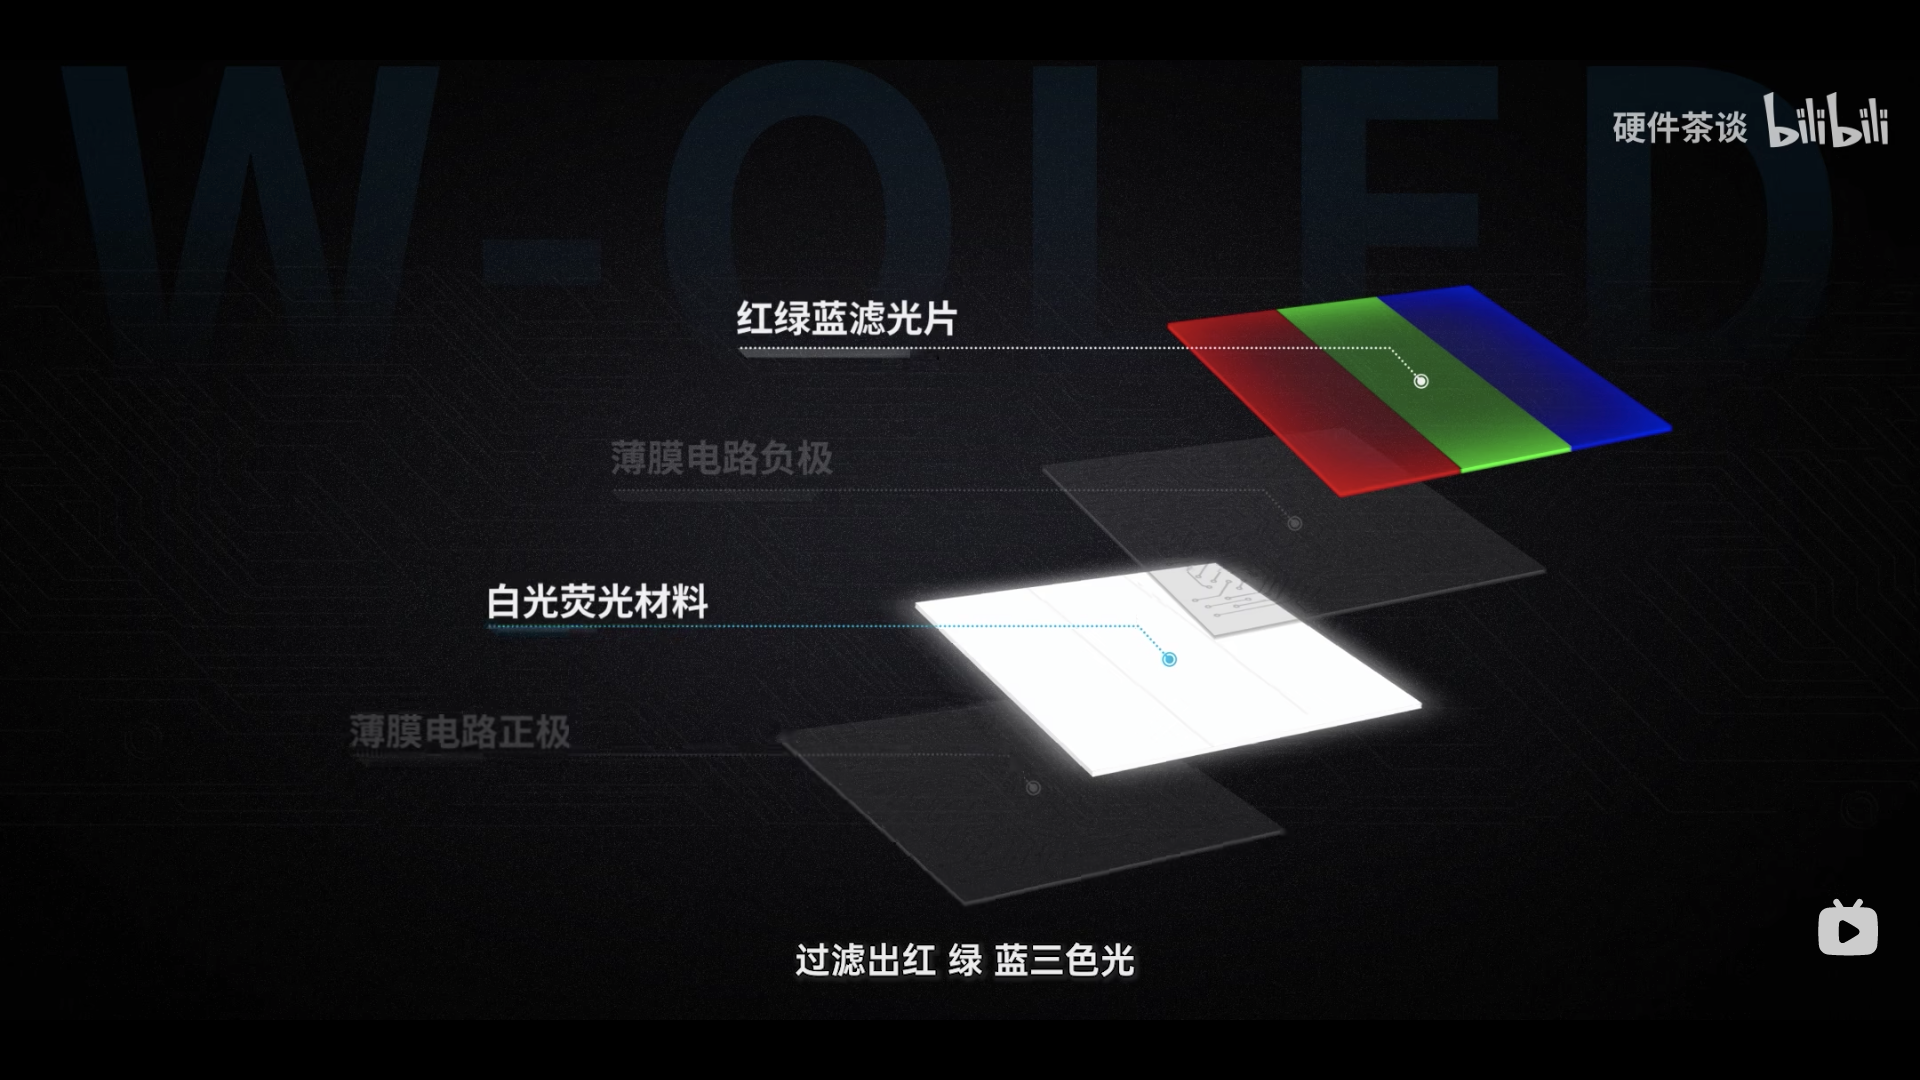 W-OLED
硬件茶谈 bilibili
红绿蓝滤光片
薄膜电路负极
白光荧光材料
薄膜电路正极
过滤出红 绿 蓝三色光